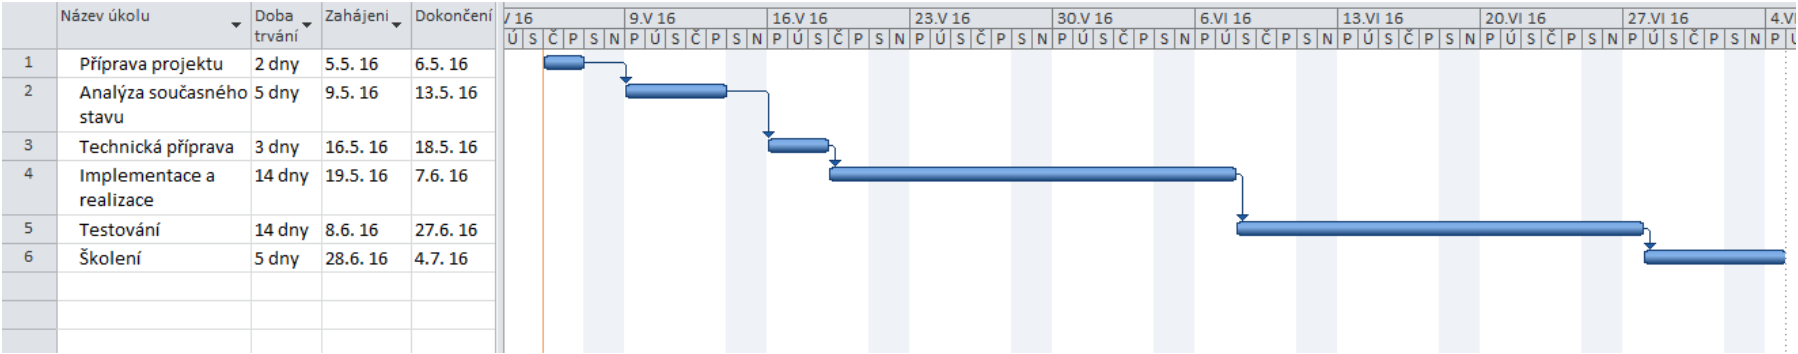 Název úkolu Doba trvání Zahájení Dokončení
V 16 9.V 16 16.V 16 23.V 16 30.V 16 6.VI 16 13.VI 16 20.VI 16 27.VI 16 4.VI
Ú S Č P S N P Ú S Č P S N P Ú S Č P S N P Ú S Č P S N P Ú S Č P S N P Ú S Č P S N P Ú S Č P S N P Ú S Č P S N P Ú S Č P S N P Ú
1 Příprava projektu 2 dny 5.5. 16 6.5. 16
2 Analýza současného stavu 5 dny 9.5. 16 13.5. 16
3 Technická příprava 3 dny 16.5. 16 18.5. 16
4 Implementace a realizace 14 dny 19.5. 16 7.6. 16
5 Testování 14 dny 8.6. 16 27.6. 16
6 Školení 5 dny 28.6. 16 4.7. 16